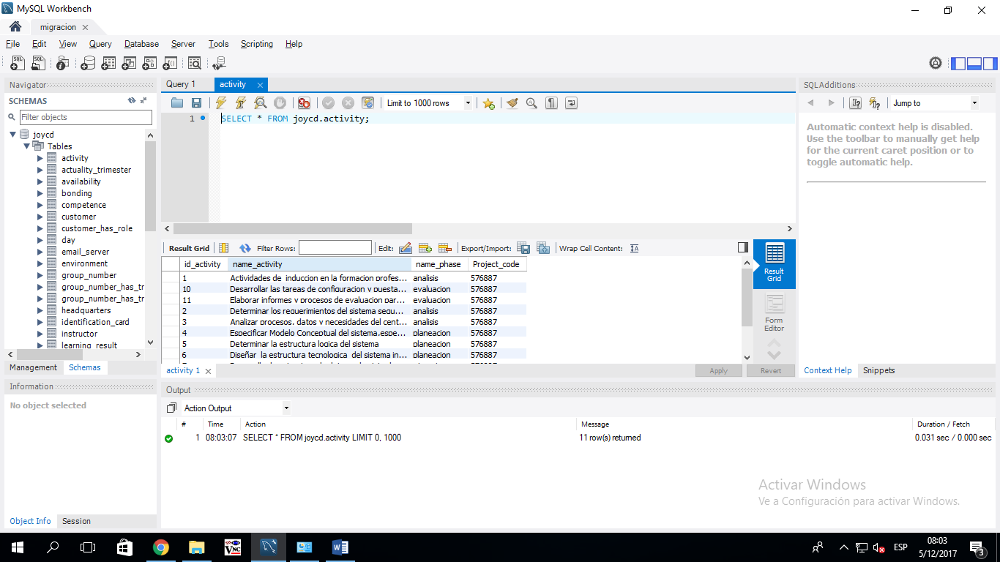 MySQL Workbench
migracion
File Edit View Query Database Server Tools Scripting Help
Navigator
SCHEMAS
Filter objects
joycd
Tables
activity
actuality_trimester
availability
bonding
competence
customer
customer_has_role
day
email_server
environment
group_number
group_number_has_tr
group_number_has_tr
headquarters
identification_card
instructor
learning_result
Management Schemas
Information
No object selected
Object Info Session
Query 1 activity
Limit to 1000 rows
1 SELECT * FROM joycd.activity;
Result Grid Filter Rows: Edit: Export/Import: Wrap Cell Content:
id_activity name_activity name_phase Project_code
1 Actividades de induccion en la formacion profes... analisis 576887
10 Desarrollar las tareas de configuracion y puesta... evaluacion 576887
11 Elaborar informes y procesos de evaluacion par... evaluacion 576887
2 Determinar los requerimientos del sistema segu... analisis 576887
3 Analizar procesos, datos y necesidades del cent... analisis 576887
4 Especificar Modelo Conceptual del sistema,espe... planeacion 576887
5 Determinar la estructura logica del sistema planeacion 576887
6 Diseñar la estructura tecnologica del sistema in... planeacion 576887
Result Grid
Form Editor
activity 1 Apply Revert
SQLAdditions
Jump to
Automatic context help is disabled.
Use the toolbar to manually get help
for the current caret position or to
toggle automatic help.
Context Help Snippets
Output
Action Output
# Time Action Message Duration / Fetch
1 08:03:07 SELECT * FROM joycd.activity LIMIT 0, 1000 11 row(s) returned 0.031 sec / 0.000 sec
Activar Windows
Ve a Configuración para activar Windows.
ESP
08:03
5/12/2017
3